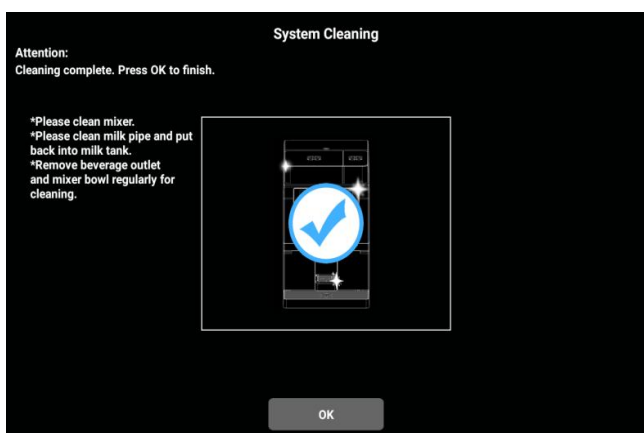 System Cleaning
Attention:
Cleaning complete. Press OK to finish.
*Please clean mixer.
*Please clean milk pipe and put
back into milk tank.
*Remove beverage outlet
and mixer bowl regularly for
cleaning.
OK